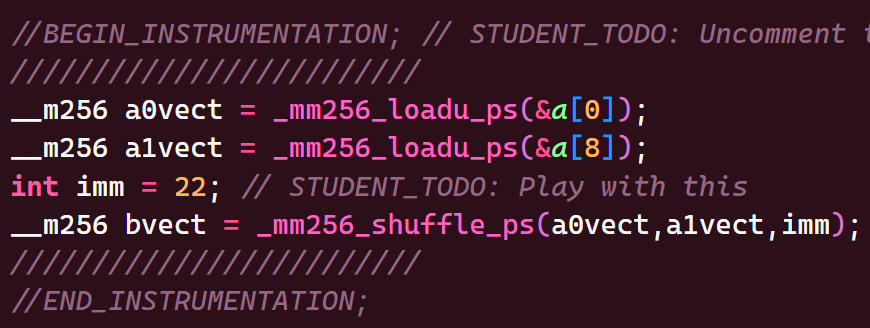 //BEGIN_INSTRUMENTATION; // STUDENT_TODO: Uncomment
/////////////////////////
__m256 a0vect = _mm256_loadu_ps(&a[0]);
__m256 a1vect = _mm256_loadu_ps(&a[8]);
int imm = 22; // STUDENT_TODO: Play with this
__m256 bvect = _mm256_shuffle_ps(a0vect,a1vect,imm);
/////////////////////////
//END_INSTRUMENTATION;